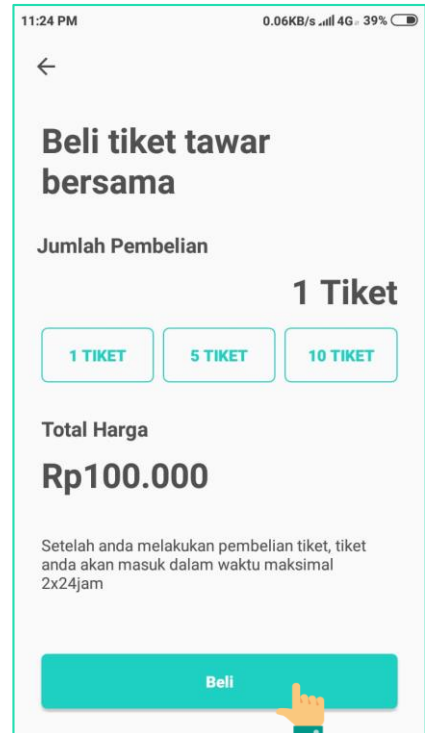 11:24 PM 0.06KB/s 4G 39%
Beli tiket tawar
bersama
Jumlah Pembelian
1 Tiket
1 TIKET 5 TIKET 10 TIKET
Total Harga
Rp100.000
Setelah anda melakukan pembelian tiket, tiket
anda akan masuk dalam waktu maksimal
2x24jam
Beli